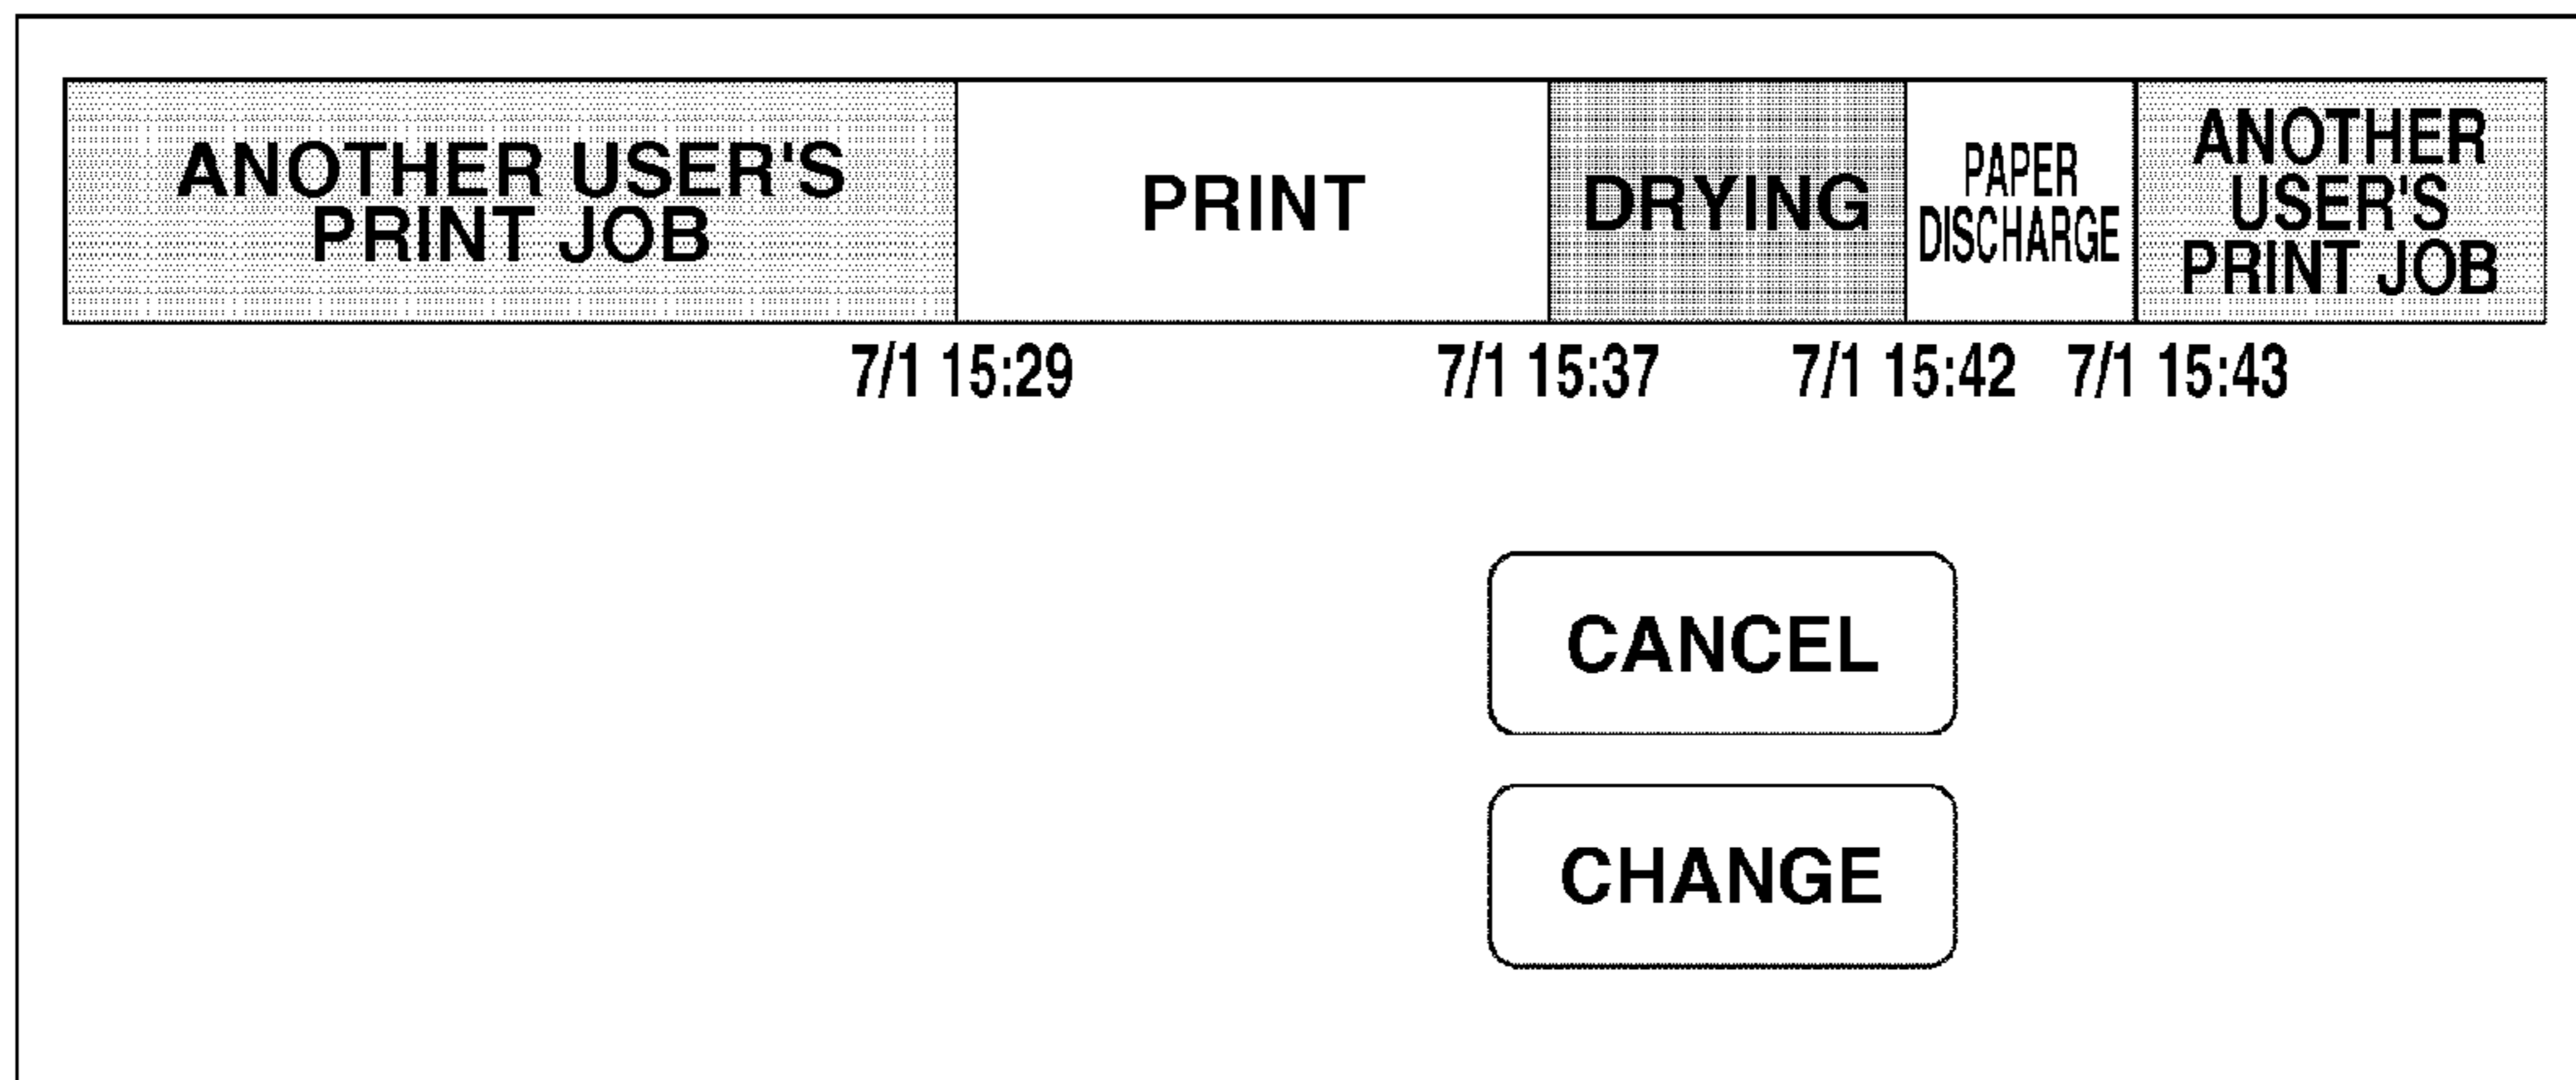 ANOTHER USER'S
PRINT JOB
PRINT
DRYING
PAPER
DISCHARGE
ANOTHER
USER'S
PRINT JOB
7/1 15:29
7/1 15:37
7/1 15:42
7/1 15:43
CANCEL
CHANGE